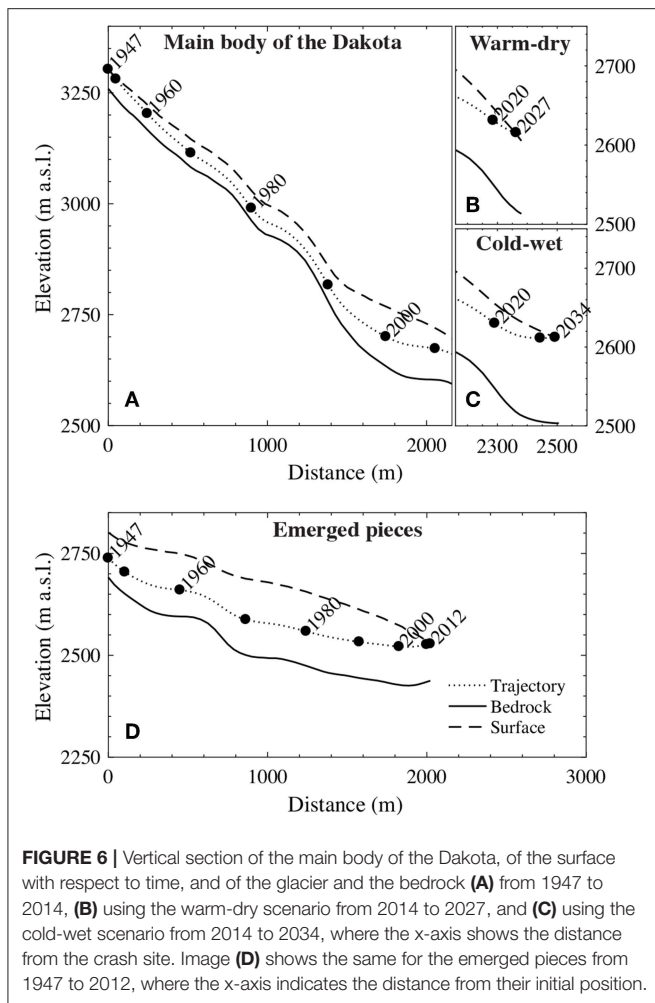 Main body of the Dakota
Elevation (m a.s.l.)
3250
3000
2750
2500
1947
1960
1980
2000
A
0
1000
2000
Distance (m)
Warm-dry
2700
2600
2500
2020
2027
B
Cold-wet
2700
2600
2500
2020
2034
C
2300
2500
Emerged pieces
Elevation (m a.s.l.)
2750
2500
2250
1947
1960
1980
2000
2012
Trajectory
Bedrock
Surface
D
0
1000
2000
3000
Distance (m)
FIGURE 6 | Vertical section of the main body of the Dakota, of the surface
with respect to time, and of the glacier and the bedrock (A) from 1947 to
2014, (B) using the warm-dry scenario from 2014 to 2027, and (C) using the
cold-wet scenario from 2014 to 2034, where the x-axis shows the distance
from the crash site. Image (D) shows the same for the emerged pieces from
1947 to 2012, where the x-axis indicates the distance from their initial position.